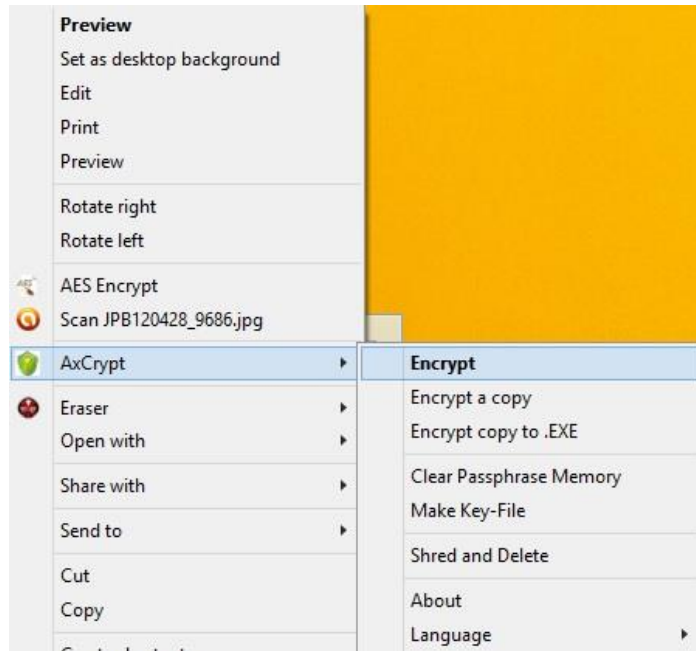 Preview
Set as desktop background
Edit
Print
Preview
Rotate right
Rotate left
AES Encrypt
Scan JPB120428_9686.jpg
AxCrypt
Eraser
Open with
Share with
Send to
Cut
Copy
Encrypt
Encrypt a copy
Encrypt copy to .EXE
Clear Passphrase Memory
Make Key-File
Shred and Delete
About
Language